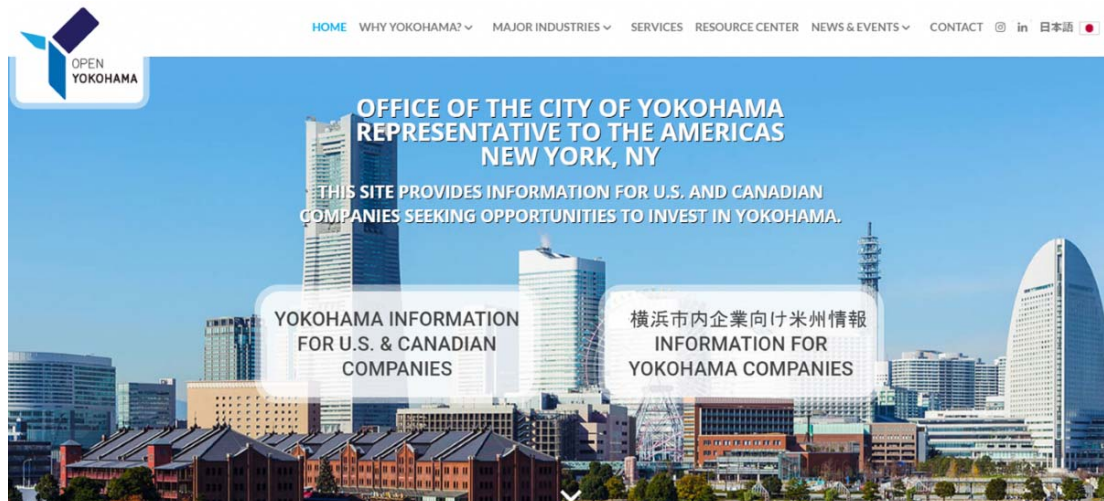 OPEN
YOKOHAMA
HOME WHY YOKOHAMA? MAJOR INDUSTRIES SERVICES RESOURCE CENTER NEWS & EVENTS CONTACT in 日本語
OFFICE OF THE CITY OF YOKOHAMA
REPRESENTATIVE TO THE AMERICAS
NEW YORK, NY
THIS SITE PROVIDES INFORMATION FOR U.S. AND CANADIAN
COMPANIES SEEKING OPPORTUNITIES TO INVEST IN YOKOHAMA.
YOKOHAMA INFORMATION
FOR U.S. & CANADIAN
COMPANIES
横浜市内企業向け米州情報
INFORMATION FOR
YOKOHAMA COMPANIES